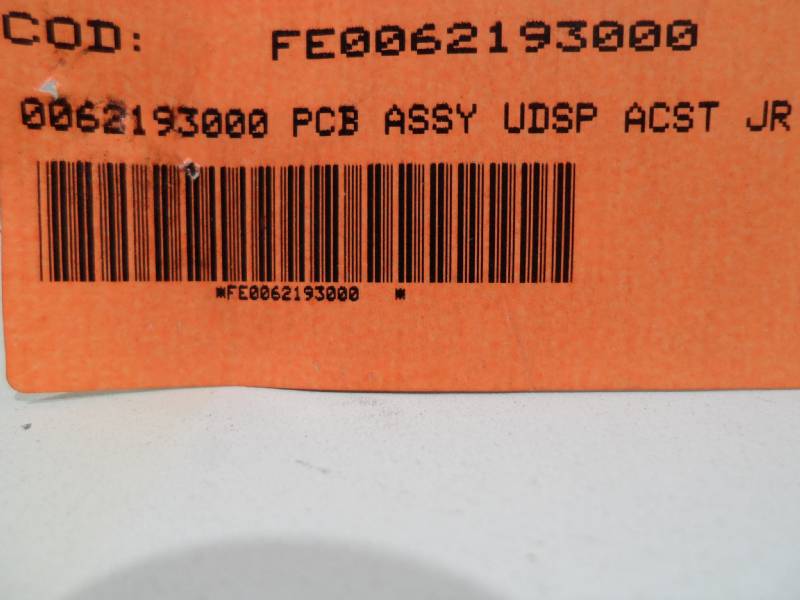 COD: FE0062193000
0062193000 PCB ASSY UDSP ACST JR
*FE0062193000 *